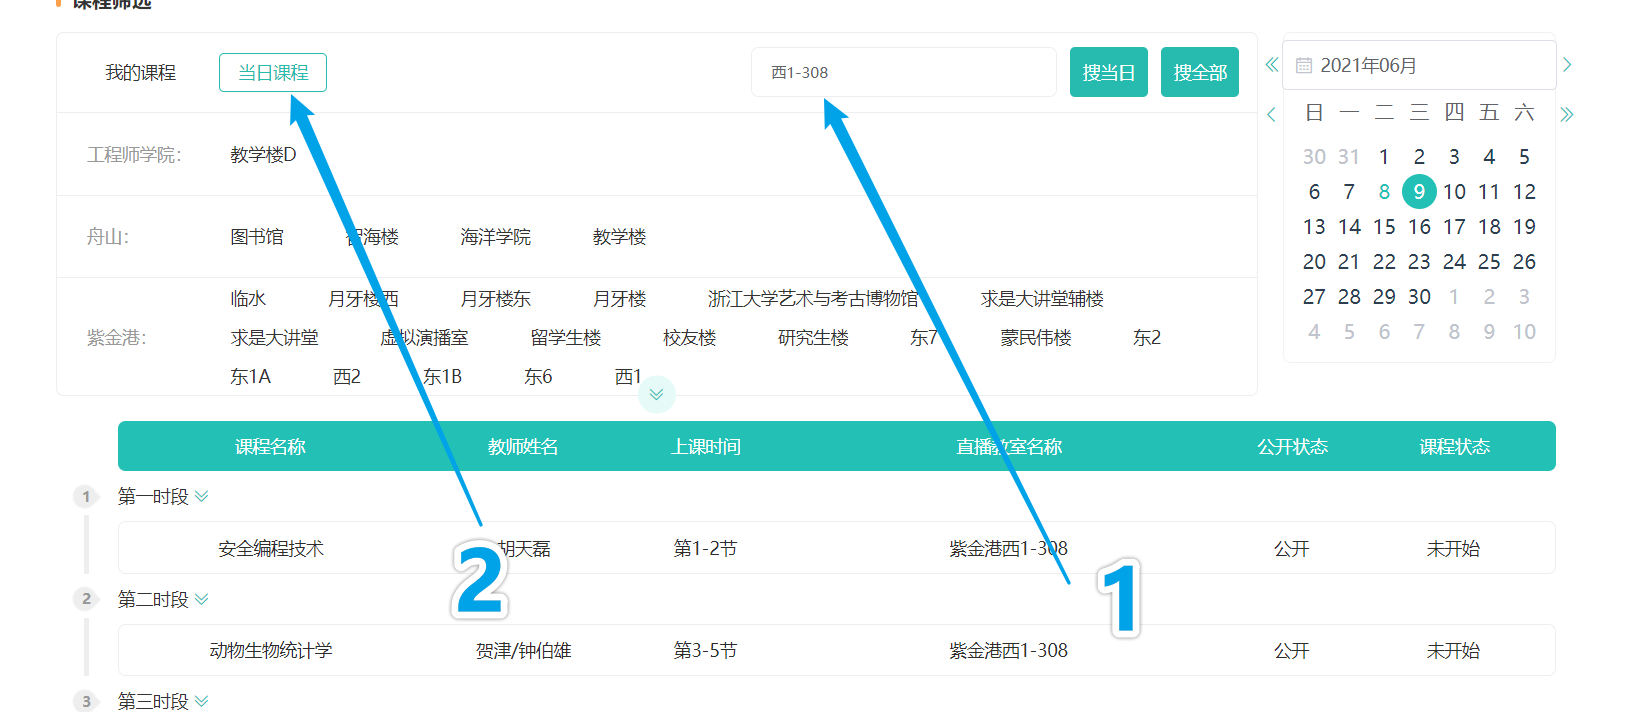 课程筛选
我的课程 当日课程 西1-308 搜当日 搜全部
工程师学院: 教学楼D
舟山: 图书馆 智海楼 海洋学院 教学楼
紫金港:
临水 月牙楼西 月牙楼东 月牙楼 浙江大学艺术与考古博物馆 求是大讲堂辅楼
求是大讲堂 虚拟演播室 留学生楼 校友楼 研究生楼 东7 蒙民伟楼 东2
东1A 西2 东1B 东6 西1
2021年06月
日 一 二 三 四 五 六
30 31 1 2 3 4 5
6 7 8 9 10 11 12
13 14 15 16 17 18 19
20 21 22 23 24 25 26
27 28 29 30 1 2 3
4 5 6 7 8 9 10
课程名称 教师姓名 上课时间 直播教室名称 公开状态 课程状态
1 第一时段
安全编程技术 胡天磊 第1-2节 紫金港西1-308 公开 未开始
2 1
2 第二时段
动物生物统计学 贺津/钟伯雄 第3-5节 紫金港西1-308 公开 未开始
3 第三时段